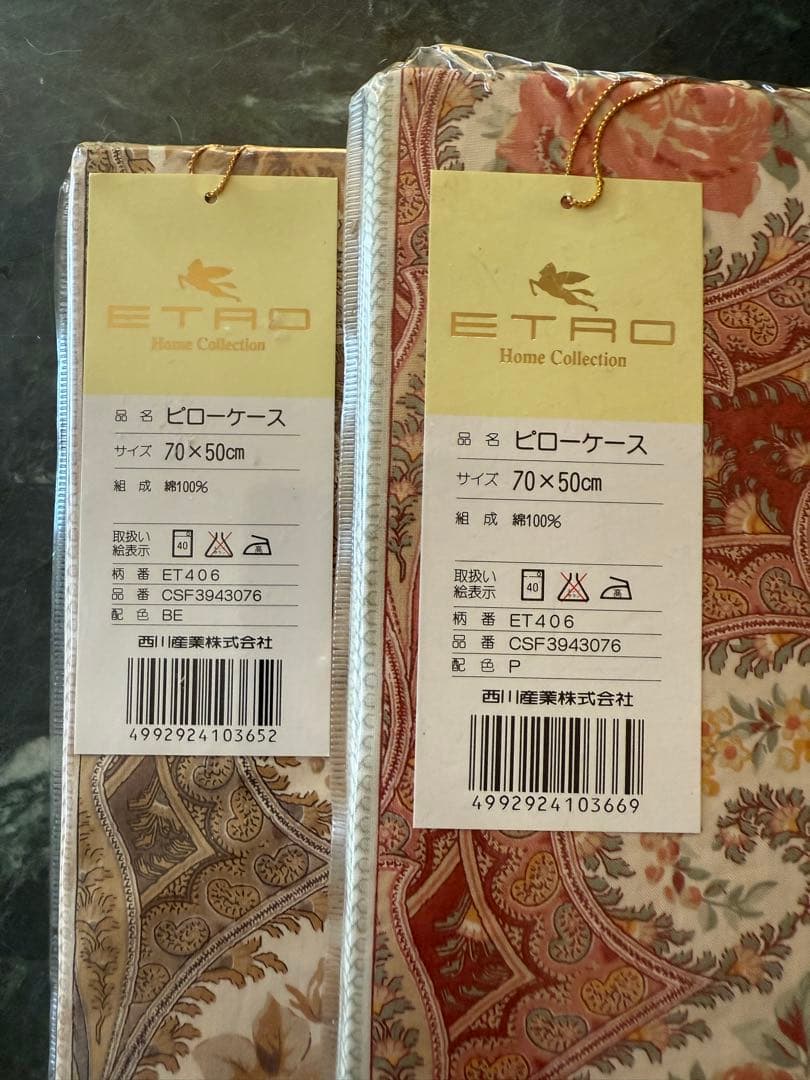 ETRO
Home Collection
品名 ピローケース
サイズ 70×50cm
組成 綿100%
取扱い
絵表示
40
高
柄番 ET406
品番 CSF3943076
配色 BE
西川産業株式会社
4992924103652
ETRO
Home Collection
品名 ピローケース
サイズ 70×50cm
組成 綿100%
取扱い
絵表示
40
高
柄番 ET406
品番 CSF3943076
配色 P
西川産業株式会社
4992924103669